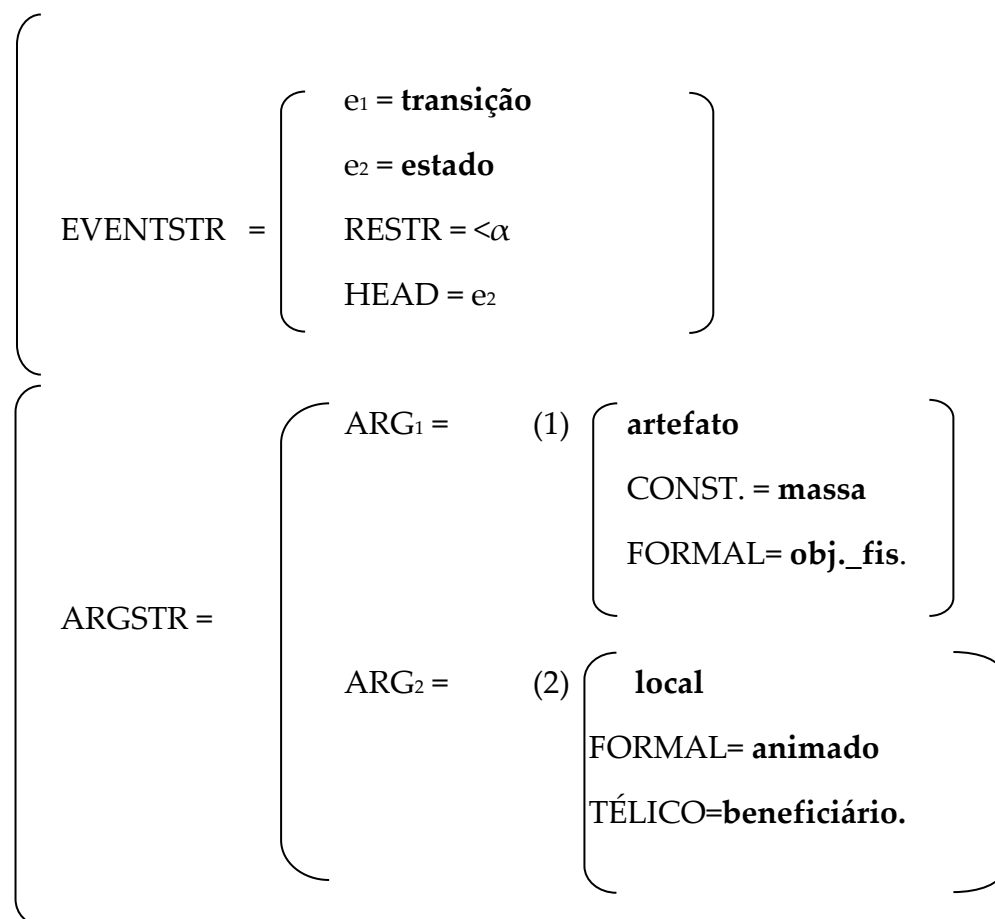 e₁ = transição
e₂ = estado
EVENTSTR = RESTR = <α
HEAD = e₂
ARG₁ = (1) artefato
CONST. = massa
FORMAL= obj._fis.
ARGSTR =
ARG₂ = (2) local
FORMAL= animado
TÉLICO=beneficiário.